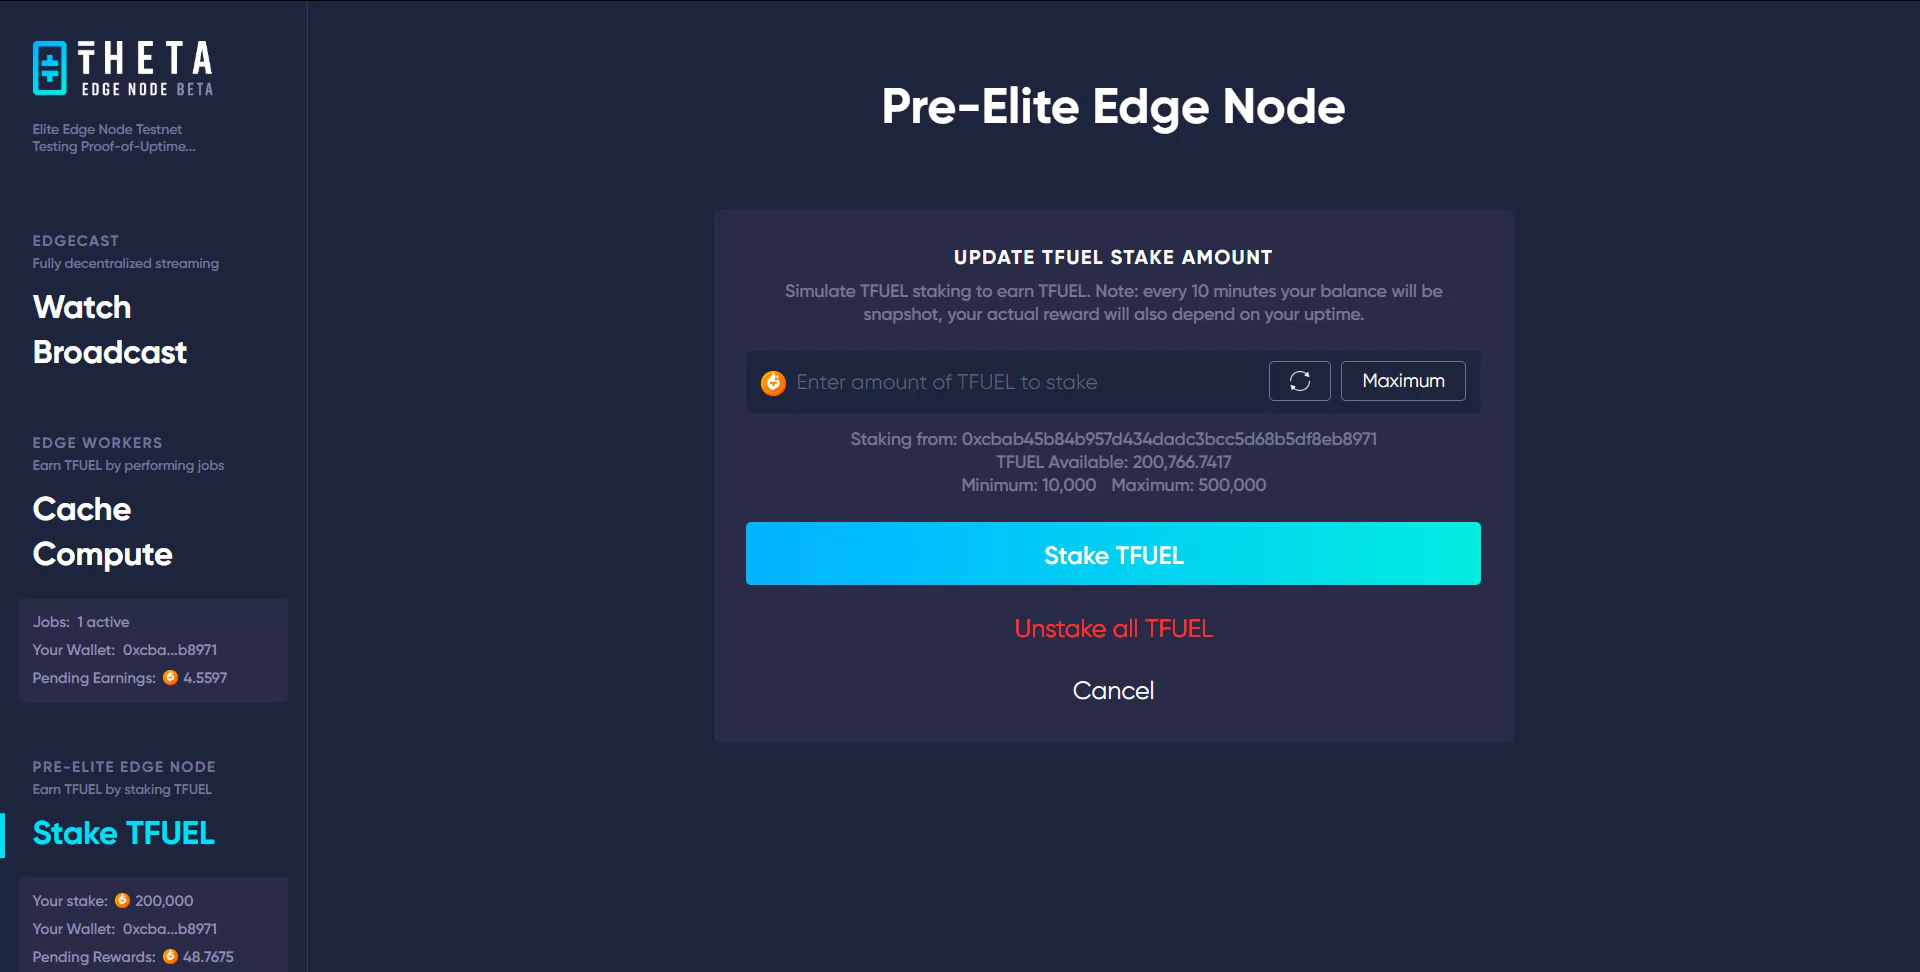 THETA
EDGE NODE BETA
Elite Edge Node Testnet
Testing Proof-of-Uptime...
EDGECAST
Fully decentralized streaming
Watch
Broadcast
EDGE WORKERS
Earn TFUEL by performing jobs
Cache
Compute
Jobs: 1 active
Your Wallet: 0xcba...b8971
Pending Earnings: 4.5597
PRE-ELITE EDGE NODE
Earn TFUEL by staking TFUEL
Stake TFUEL
Your stake: 200,000
Your Wallet: 0xcba...b8971
Pending Rewards: 48.7675
Pre-Elite Edge Node
UPDATE TFUEL STAKE AMOUNT
Simulate TFUEL staking to earn TFUEL. Note: every 10 minutes your balance will be
snapshot, your actual reward will also depend on your uptime.
Enter amount of TFUEL to stake
Maximum
Staking from: 0xcbab45b84b957d434dadc3bcc5d68b5df8eb8971
TFUEL Available: 200,766.7417
Minimum: 10,000 Maximum: 500,000
Stake TFUEL
Unstake all TFUEL
Cancel